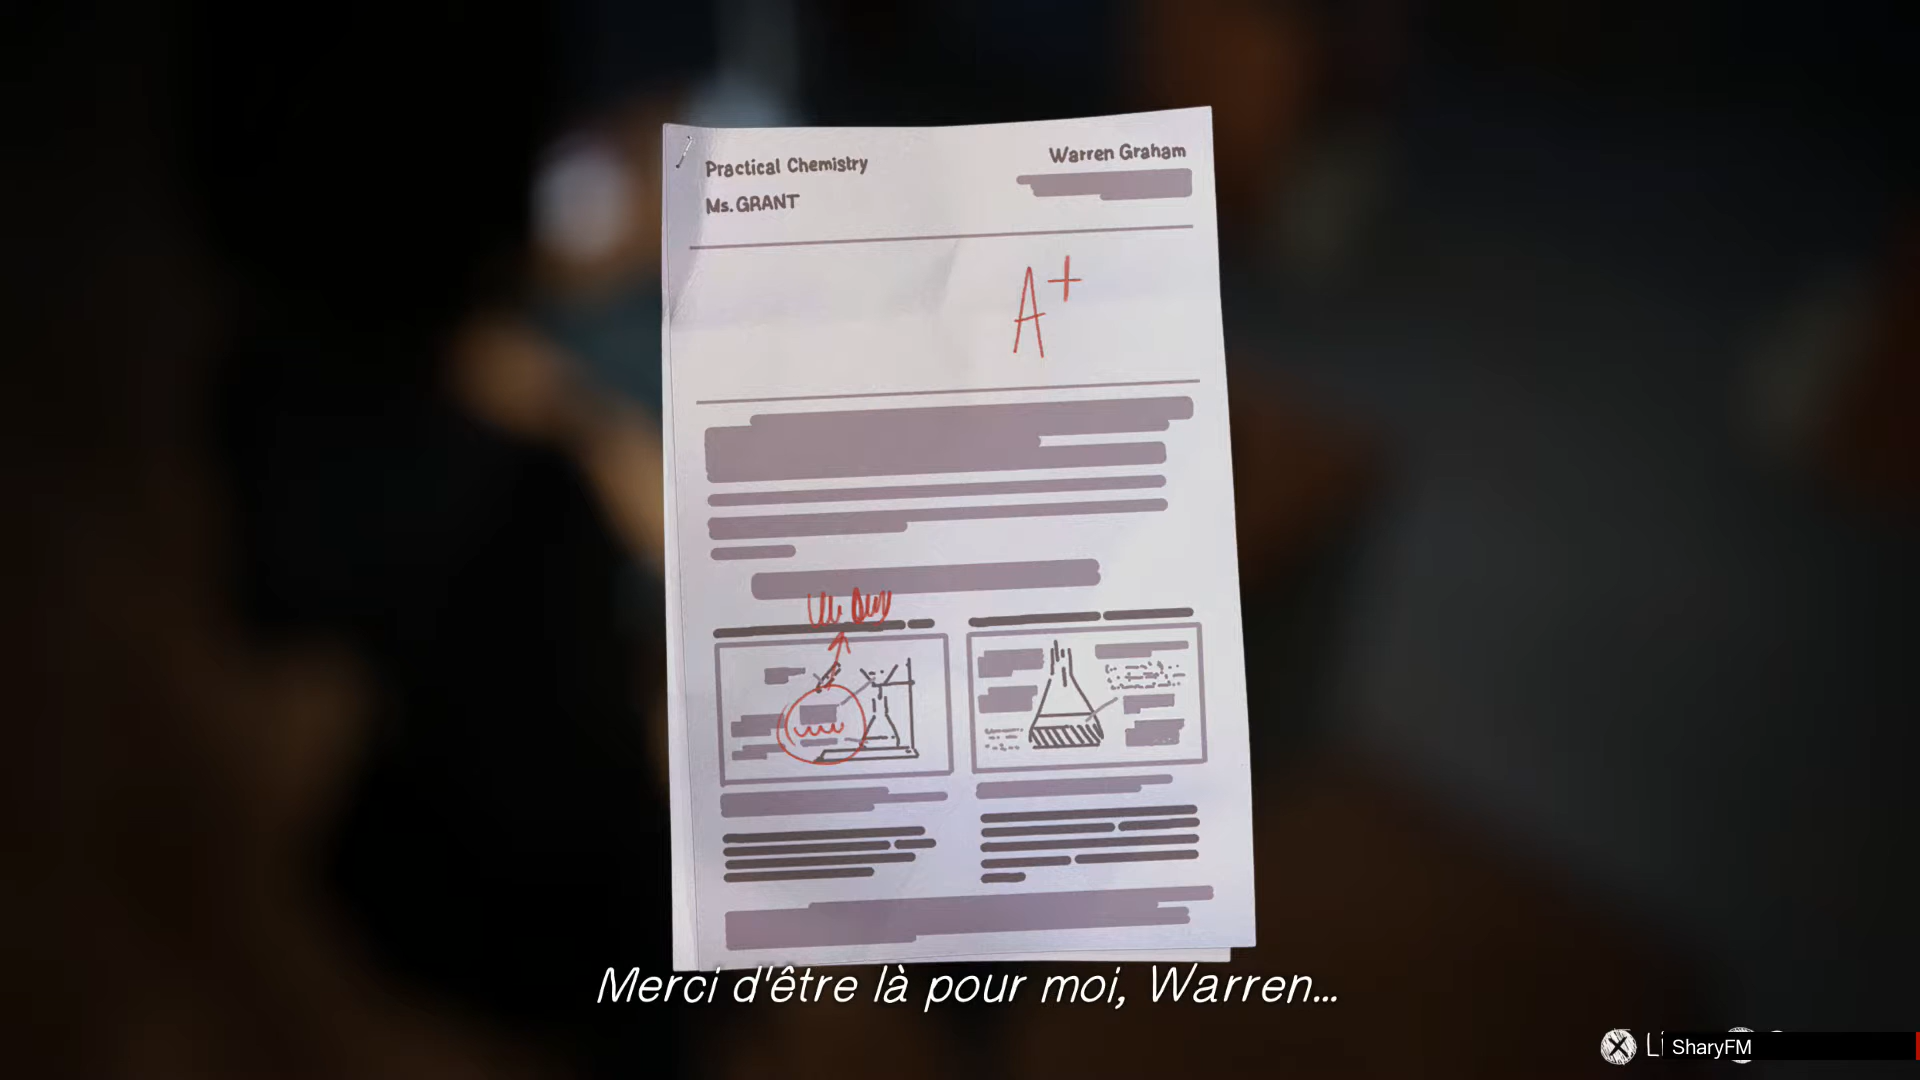 Practical Chemistry
Warren Graham
Ms. GRANT
A+
Merci d'être là pour moi, Warren...
SharyFM